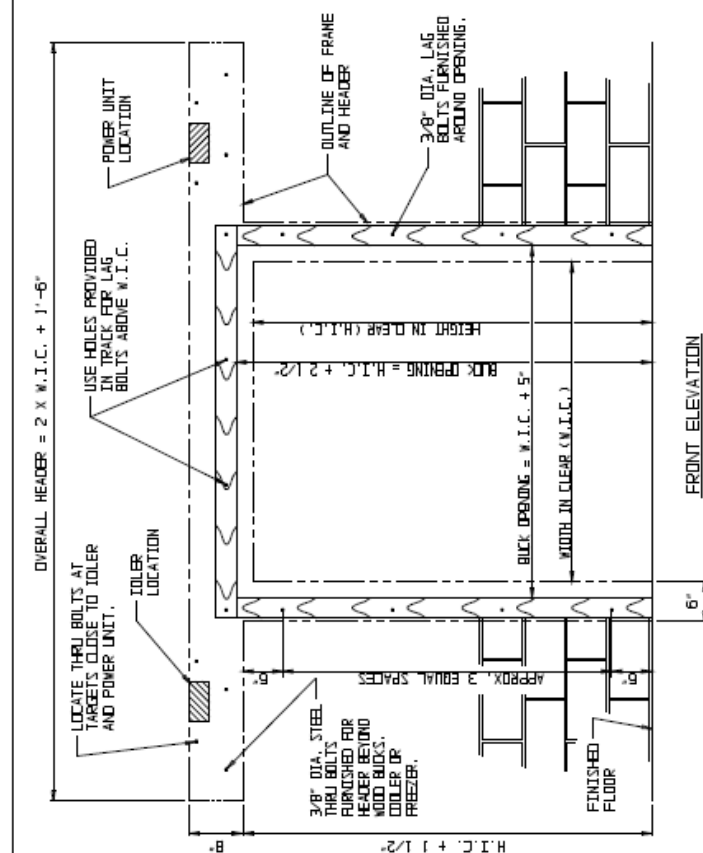 OVERALL HEADER = 2 X W.I.C. + 1'-6"
LOCATE THRU BOLTS AT
TARGETS CLOSE TO IDLER
AND POWER UNIT.
IDLER
LOCATION
USE HOLES PROVIDED
IN TRACK FOR LAG
BOLTS ABOVE W.I.C.
POWER UNIT
LOCATION
OUTLINE OF FRAME
AND HEADER
3/8" DIA. LAG
BOLTS FURNISHED
AROUND OPENING.
8"
H.I.C. + 1 1/2"
3/8" DIA. STEEL
THRU BOLTS
FURNISHED FOR
HEADER BEYOND
WOOD BUCKS,
COOLER OR
FREEZER.
6"
APPROX. 3 EQUAL SPACES
6"
HEIGHT IN CLEAR (H.I.C.)
BUCK OPENING = H.I.C. + 2 1/2"
BUCK OPENING = W.I.C. + 5"
WIDTH IN CLEAR (W.I.C.)
6"
FINISHED
FLOOR
FRONT ELEVATION